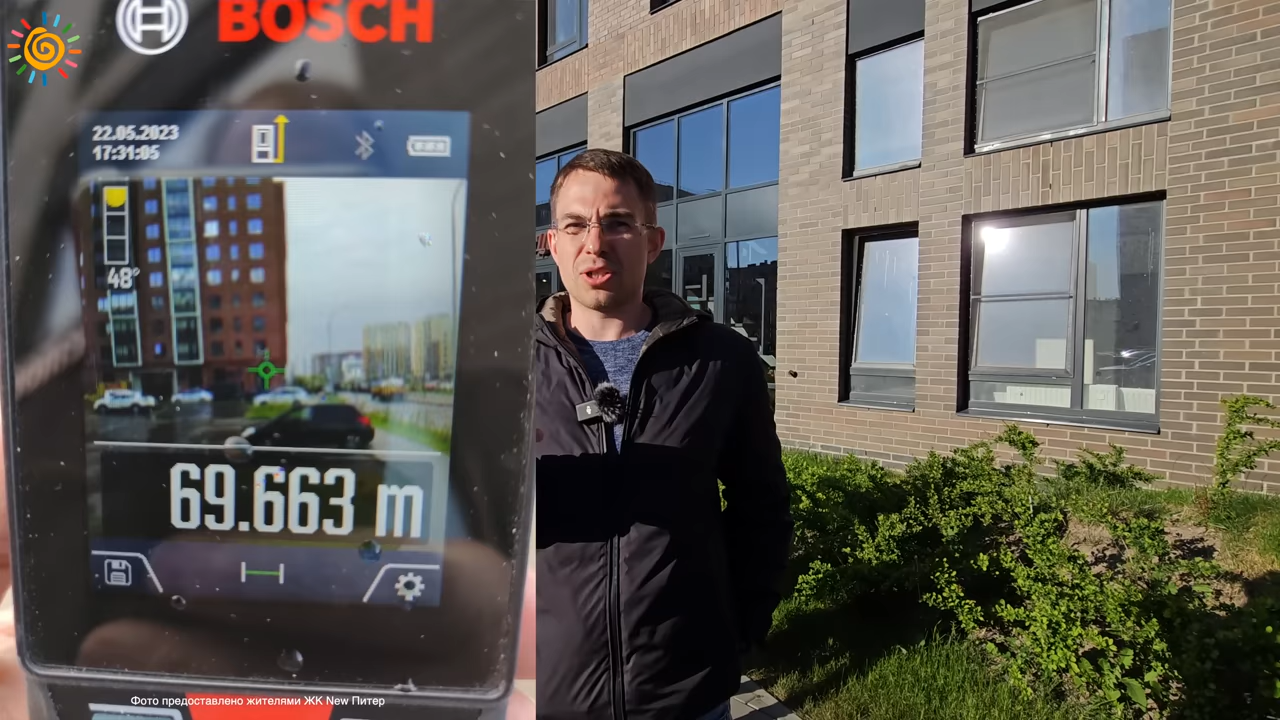 BOSCH
22.05.2023
17:31:05
48°
69.663 m
Фото предоставлено жителями ЖК New Питер